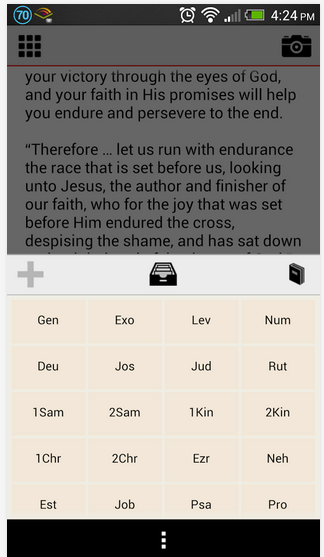 70
4:24 PM
your victory through the eyes of God,
and your faith in His promises will help
you endure and persevere to the end.
“Therefore ... let us run with endurance
the race that is set before us, looking
unto Jesus, the author and finisher of
our faith, who for the joy that was set
before Him endured the cross,
despising the shame, and has sat down
Gen Exo Lev Num
Deu Jos Jud Rut
1Sam 2Sam 1Kin 2Kin
1Chr 2Chr Ezr Neh
Est Job Psa Pro